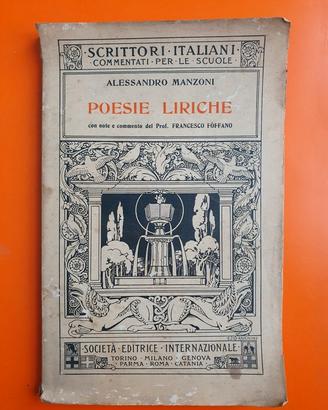 ·SCRITTORI·ITALIANI·
COMMENTATI·PER·LE·SCUOLE·
ALESSANDRO MANZONI
POESIE LIRICHE
con note e commento del Prof. FRANCESCO FÒFFANO
·SOCIETÀ·EDITRICE·INTERNAZIONALE·
TORINO·MILANO·GENOVA
PARMA·ROMA·CATANIA